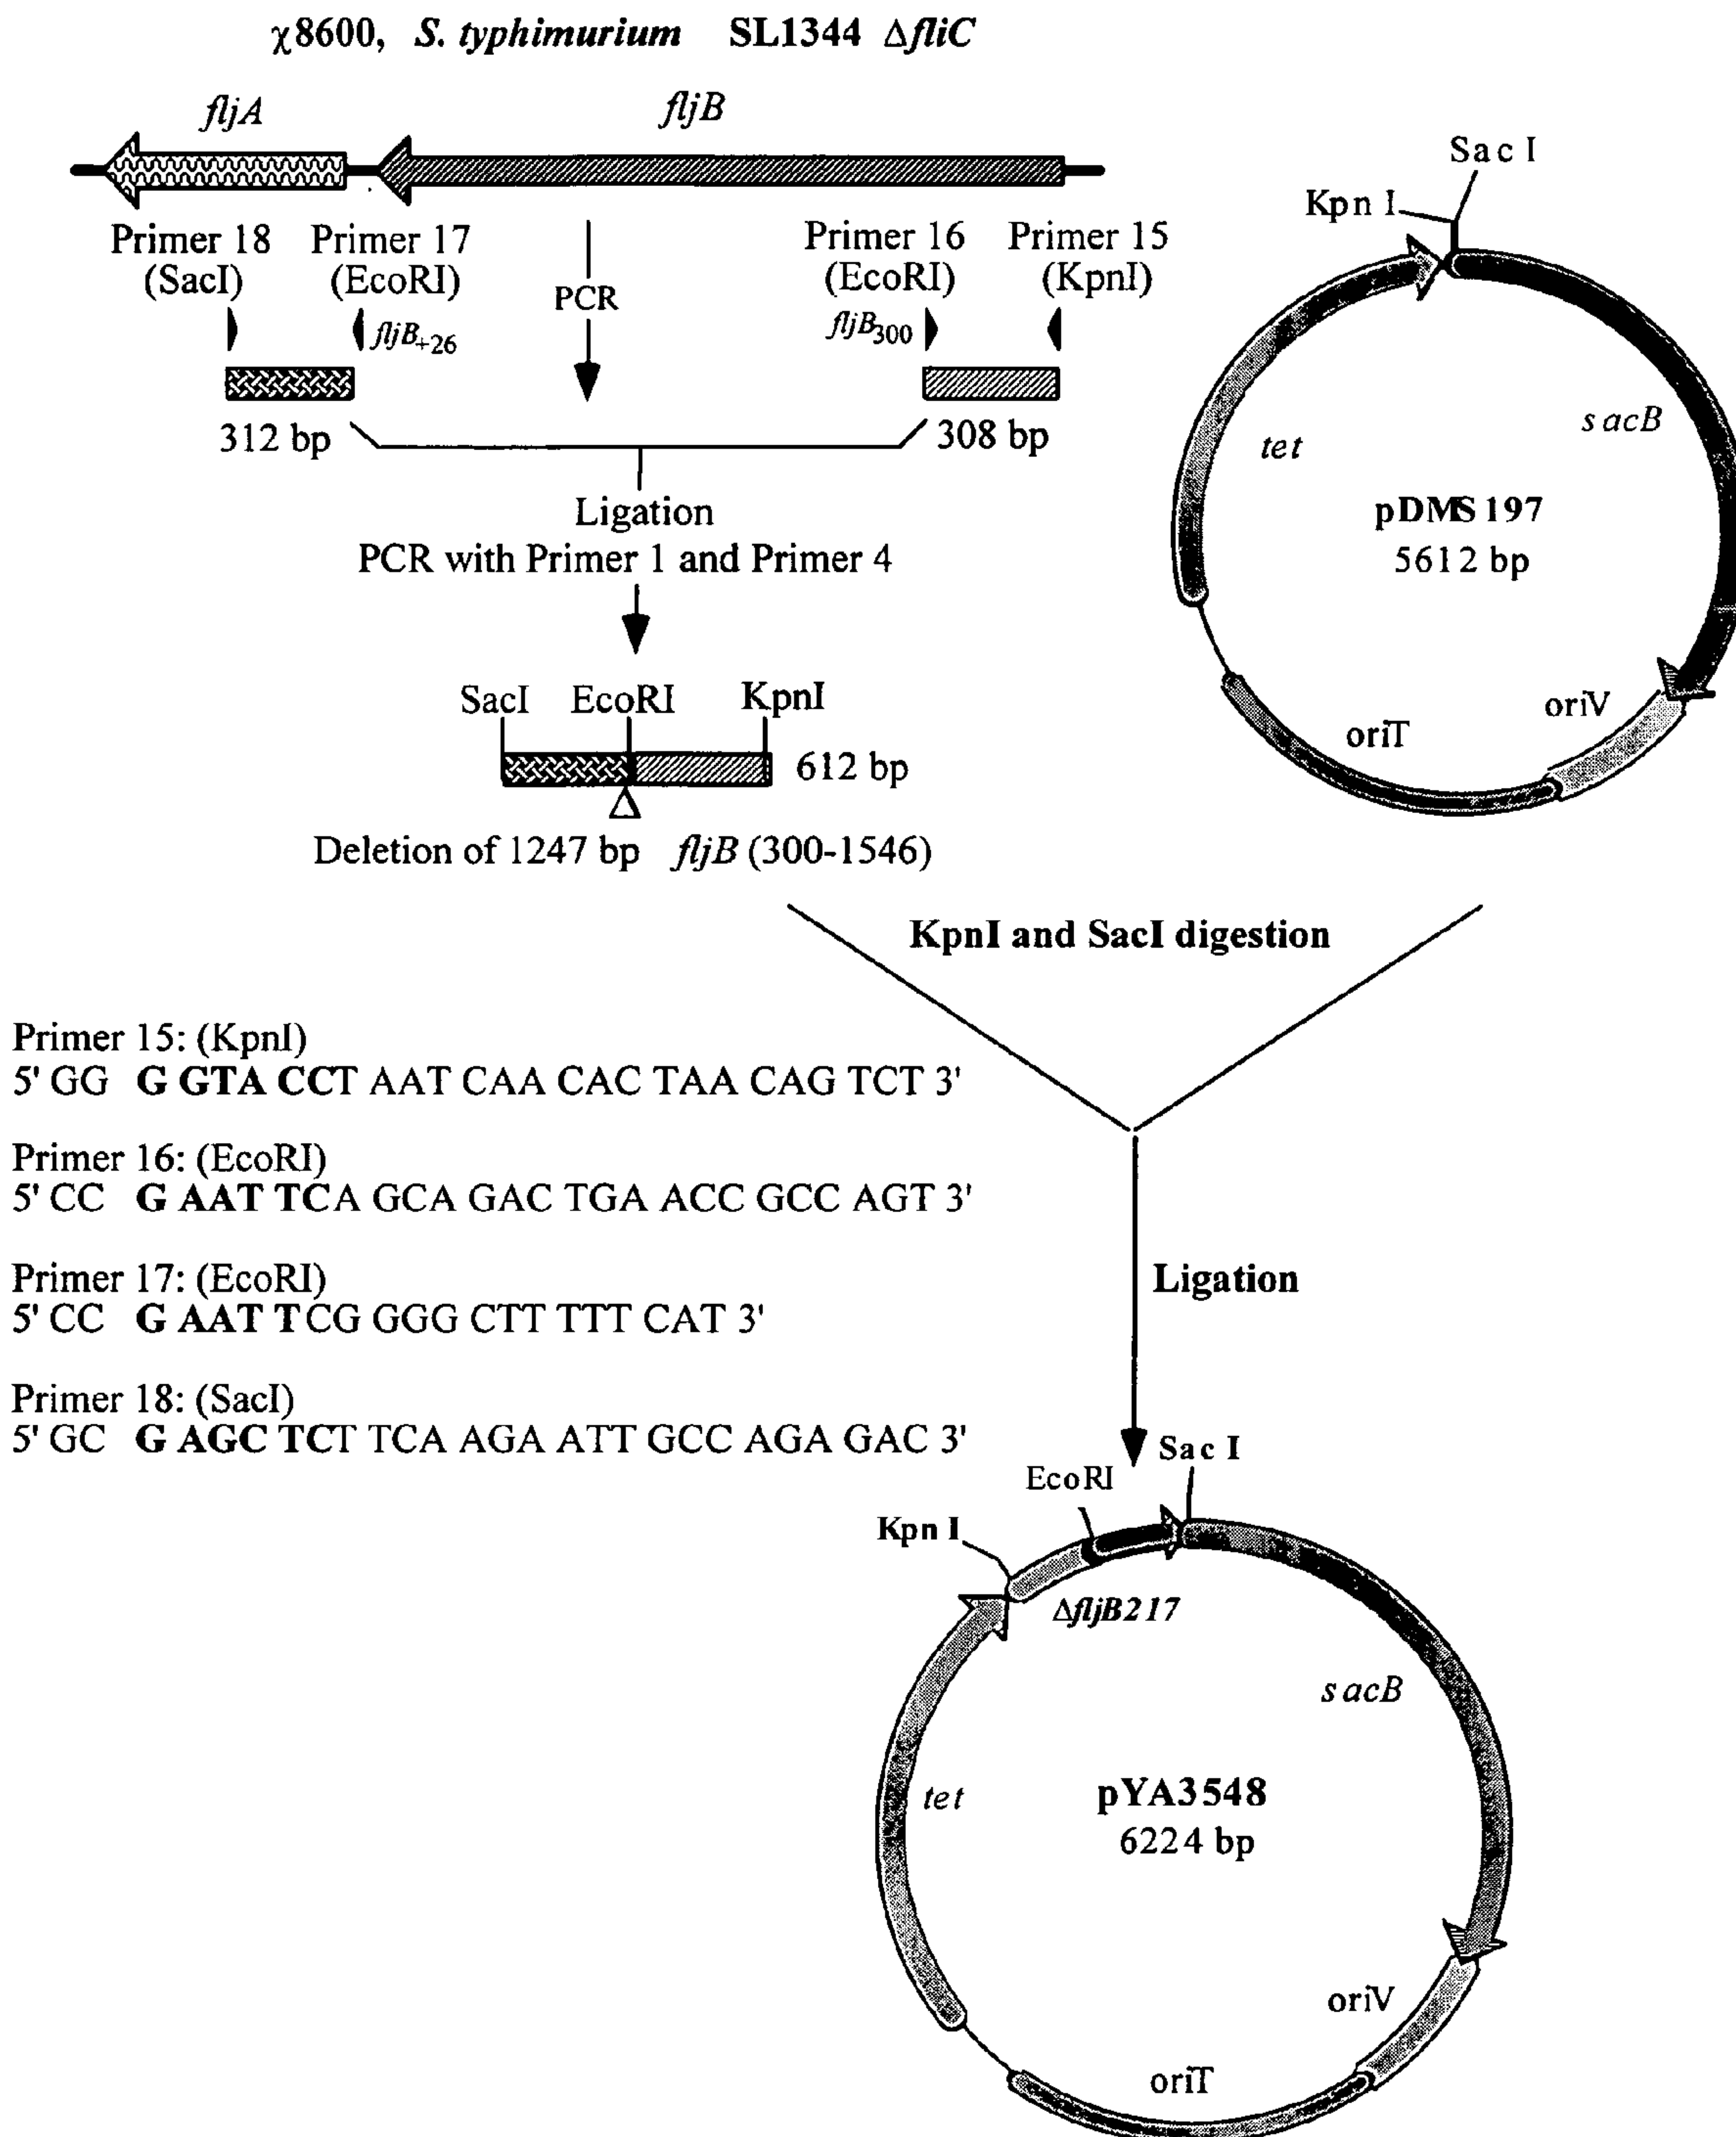 χ8600, S. typhimurium SL1344 ΔfliC
fljA fljB
Primer 18 Primer 17 Primer 16 Primer 15
(SacI) (EcoRI) (EcoRI) (KpnI)
PCR
fljB+26 fljB300
312 bp 308 bp
Ligation
PCR with Primer 1 and Primer 4
SacI EcoRI KpnI
612 bp
Δ
Deletion of 1247 bp fljB (300-1546)
Sac I
Kpn I
tet
sacB
pDMS197
5612 bp
oriV
oriT
KpnI and SacI digestion
Primer 15: (KpnI)
5' GG G GTA CCT AAT CAA CAC TAA CAG TCT 3'
Primer 16: (EcoRI)
5' CC G AAT TCA GCA GAC TGA ACC GCC AGT 3'
Primer 17: (EcoRI)
5' CC G AAT TCG GGG CTT TTT CAT 3'
Primer 18: (SacI)
5' GC G AGC TCT TCA AGA ATT GCC AGA GAC 3'
Ligation
Sac I
EcoRI
Kpn I
ΔfljB217
sacB
tet
pYA3548
6224 bp
oriV
oriT